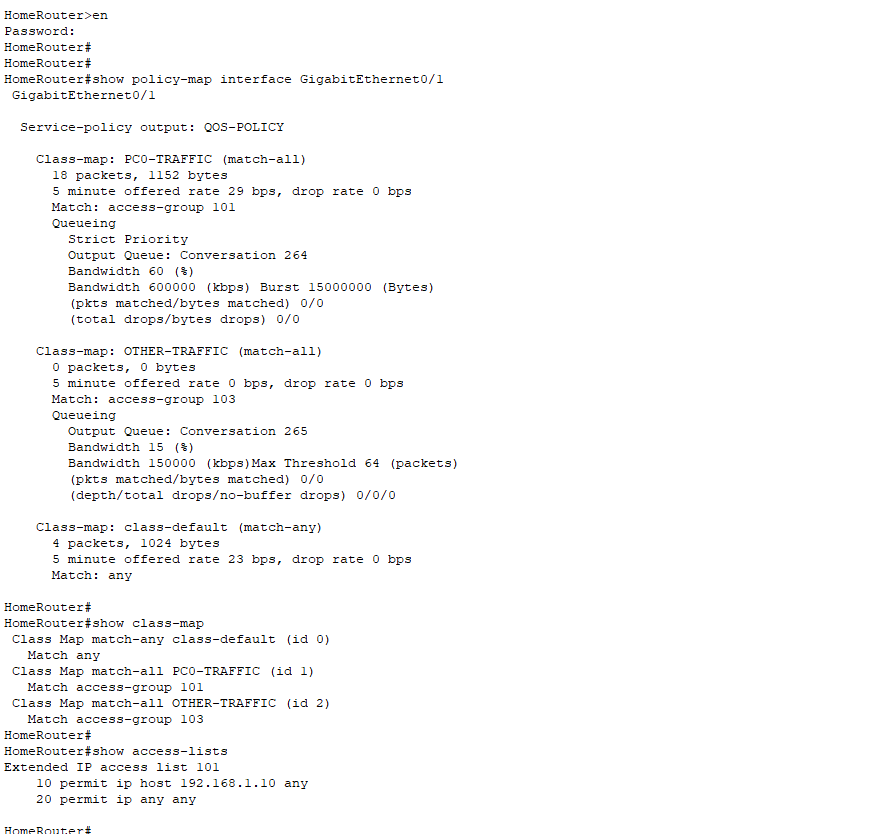 HomeRouter>en
Password:
HomeRouter#
HomeRouter#
HomeRouter#show policy-map interface GigabitEthernet0/1
GigabitEthernet0/1
Service-policy output: QOS-POLICY
Class-map: PC0-TRAFFIC (match-all)
18 packets, 1152 bytes
5 minute offered rate 29 bps, drop rate 0 bps
Match: access-group 101
Queueing
Strict Priority
Output Queue: Conversation 264
Bandwidth 60 (%)
Bandwidth 600000 (kbps) Burst 15000000 (Bytes)
(pkts matched/bytes matched) 0/0
(total drops/bytes drops) 0/0
Class-map: OTHER-TRAFFIC (match-all)
0 packets, 0 bytes
5 minute offered rate 0 bps, drop rate 0 bps
Match: access-group 103
Queueing
Output Queue: Conversation 265
Bandwidth 15 (%)
Bandwidth 150000 (kbps)Max Threshold 64 (packets)
(pkts matched/bytes matched) 0/0
(depth/total drops/no-buffer drops) 0/0/0
Class-map: class-default (match-any)
4 packets, 1024 bytes
5 minute offered rate 23 bps, drop rate 0 bps
Match: any
HomeRouter#
HomeRouter#show class-map
Class Map match-any class-default (id 0)
Match any
Class Map match-all PC0-TRAFFIC (id 1)
Match access-group 101
Class Map match-all OTHER-TRAFFIC (id 2)
Match access-group 103
HomeRouter#
HomeRouter#show access-lists
Extended IP access list 101
10 permit ip host 192.168.1.10 any
20 permit ip any any
HomeRouter#